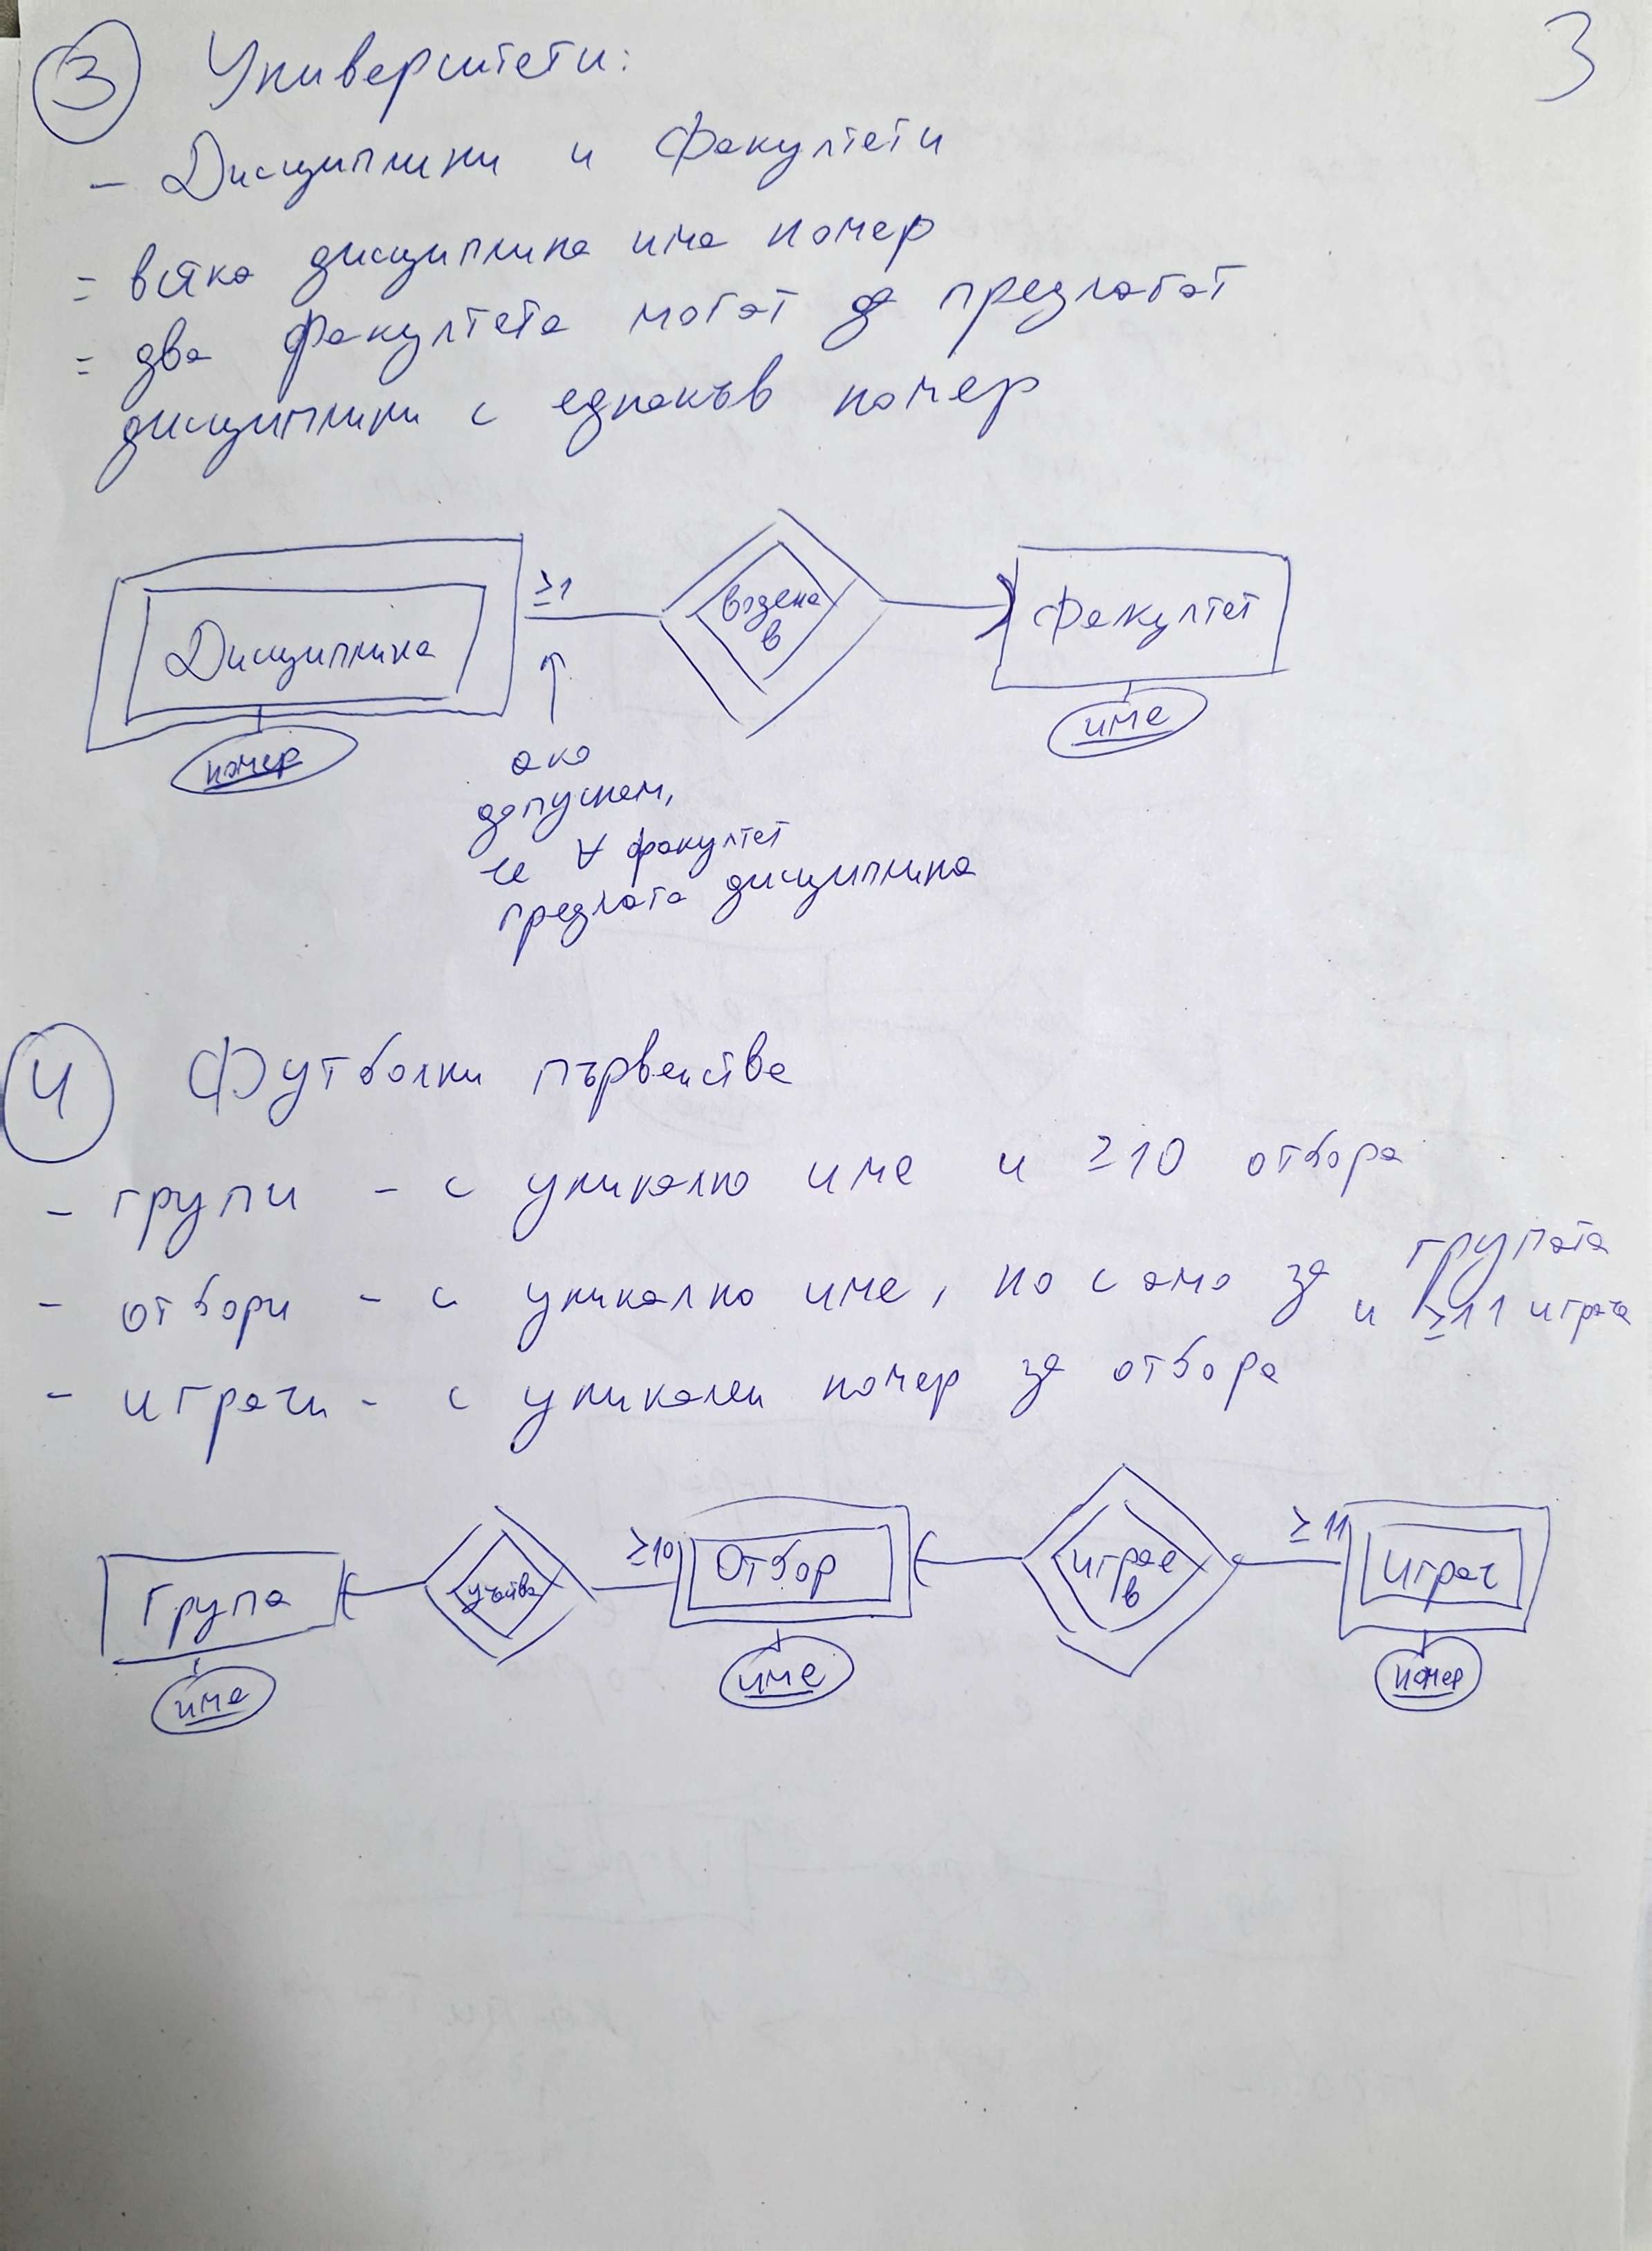 3
③ Университети:
- Дисциплини и Факултети
= всяка дисциплина има номер
= два факултета могат да предлагат
дисциплини с еднакъв номер
Дисциплина
≥1
водена
в
Факултет
номер
име
ако
допуснем,
че ∀ факултет
предлага дисциплина
④ Футболни първенства
- групи - с уникално име и ≥10 отбора
- отбори - с уникално име, но само за групата
и ≥11 играча
- играчи - с уникален номер за отбора
Група
участва
≥10
Отбор
играе
в
≥11
Играч
име
име
номер